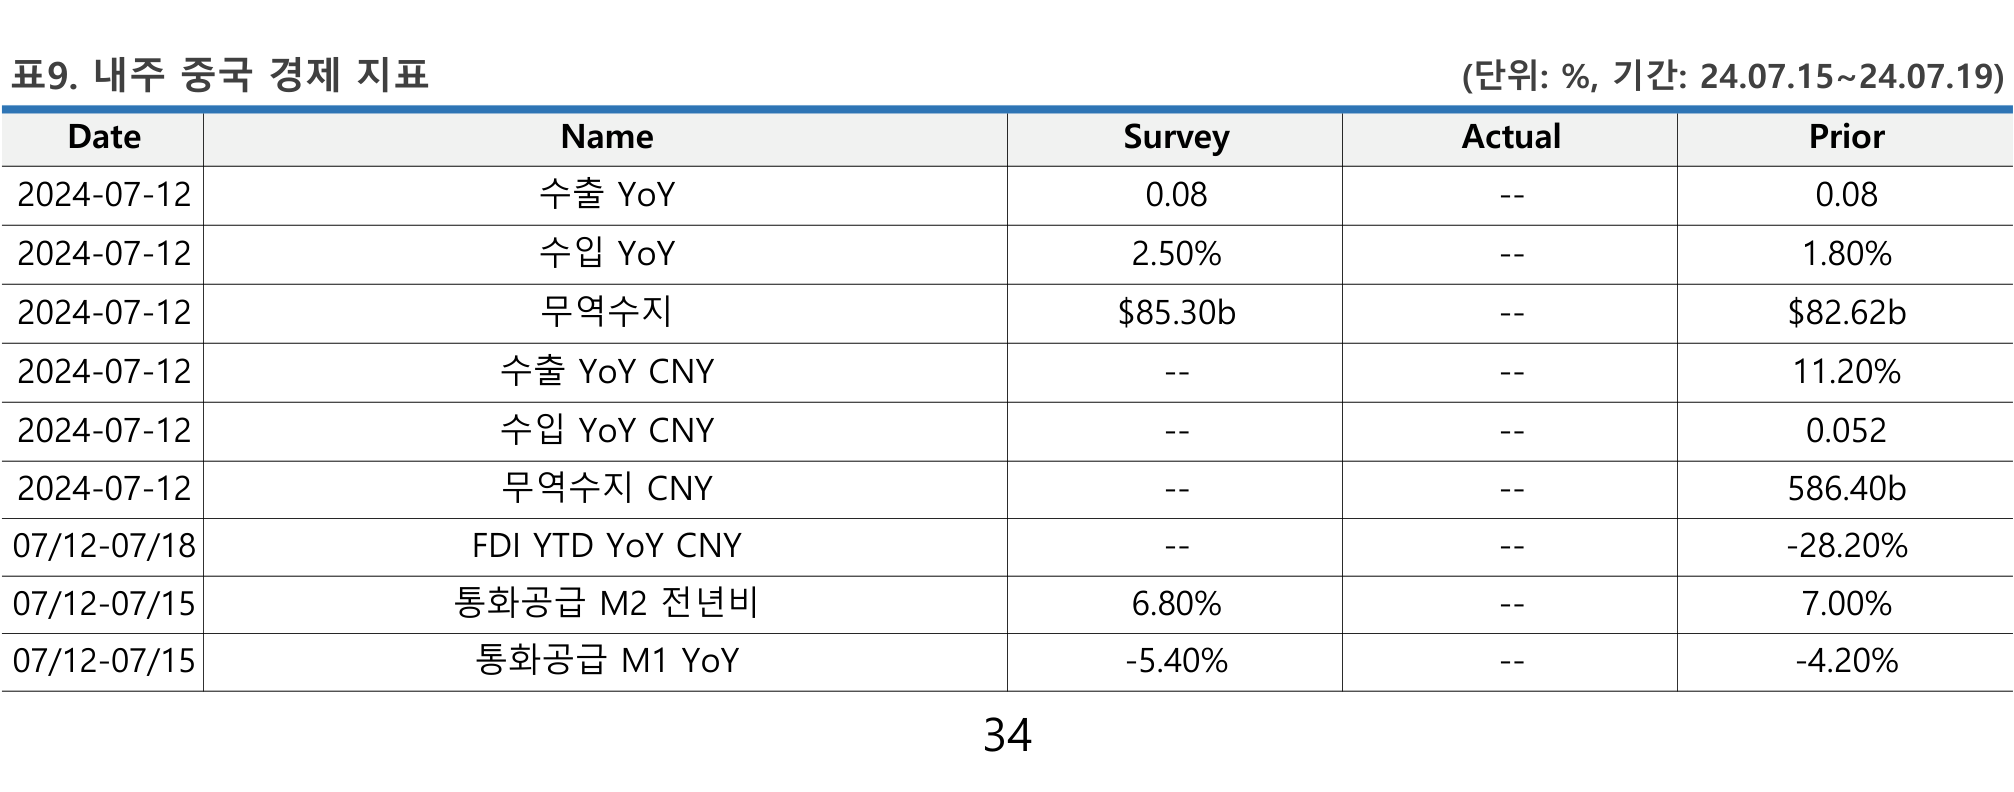 표9. 내주 중국 경제 지표 (단위: %, 기간: 24.07.15~24.07.19)
Date Name Survey Actual Prior
2024-07-12 수출 YoY 0.08 -- 0.08
2024-07-12 수입 YoY 2.50% -- 1.80%
2024-07-12 무역수지 $85.30b -- $82.62b
2024-07-12 수출 YoY CNY -- -- 11.20%
2024-07-12 수입 YoY CNY -- -- 0.052
2024-07-12 무역수지 CNY -- -- 586.40b
07/12-07/18 FDI YTD YoY CNY -- -- -28.20%
07/12-07/15 통화공급 M2 전년비 6.80% -- 7.00%
07/12-07/15 통화공급 M1 YoY -5.40% -- -4.20%
34